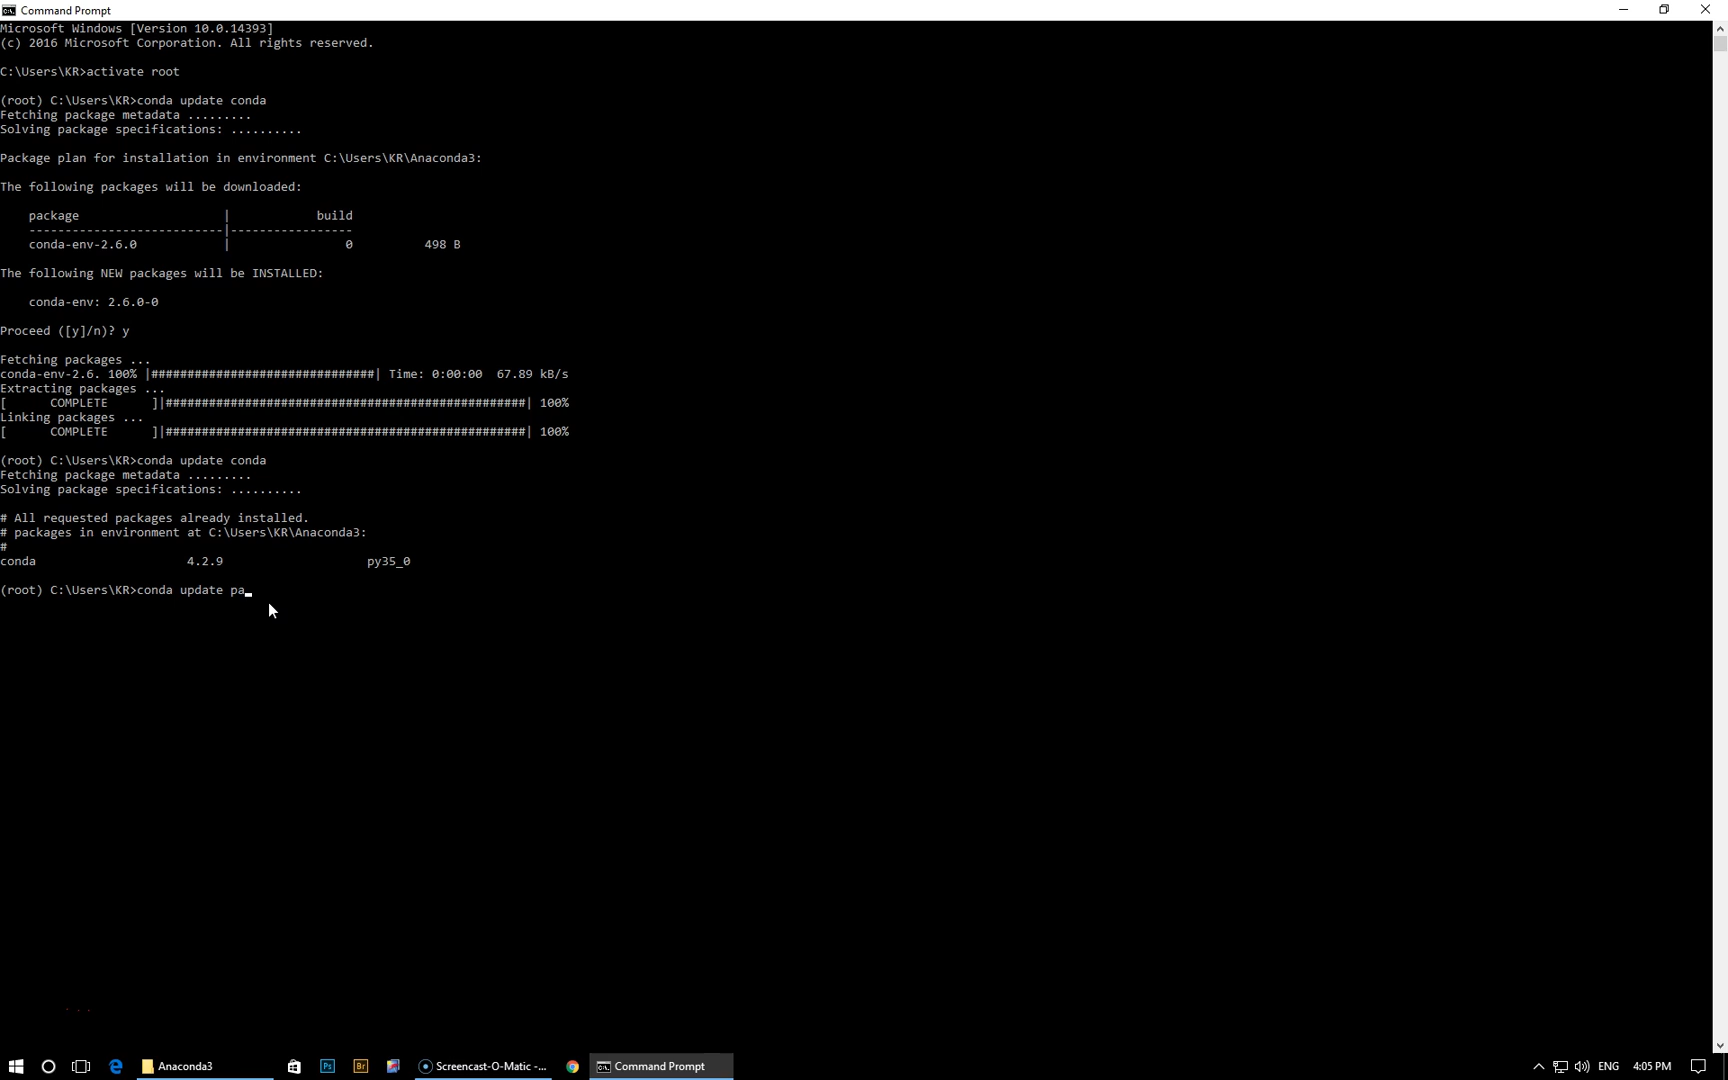 Command Prompt
Microsoft Windows [Version 10.0.14393]
(c) 2016 Microsoft Corporation. All rights reserved.
C:\Users\KR>activate root
(root) C:\Users\KR>conda update conda
Fetching package metadata .........
Solving package specifications: ..........
Package plan for installation in environment C:\Users\KR\Anaconda3:
The following packages will be downloaded:
package                    |            build
---------------------------|-----------------
conda-env-2.6.0            |                0         498 B
The following NEW packages will be INSTALLED:
conda-env: 2.6.0-0
Proceed ([y]/n)? y
Fetching packages ...
conda-env-2.6. 100% |###############################| Time: 0:00:00  67.89 kB/s
Extracting packages ...
[      COMPLETE      ]|##################################################| 100%
Linking packages ...
[      COMPLETE      ]|##################################################| 100%
(root) C:\Users\KR>conda update conda
Fetching package metadata .........
Solving package specifications: ..........
# All requested packages already installed.
# packages in environment at C:\Users\KR\Anaconda3:
#
conda                     4.2.9                    py35_0
(root) C:\Users\KR>conda update pa_
Anaconda3 Ps Br Screencast-O-Matic -... Command Prompt ENG 4:05 PM